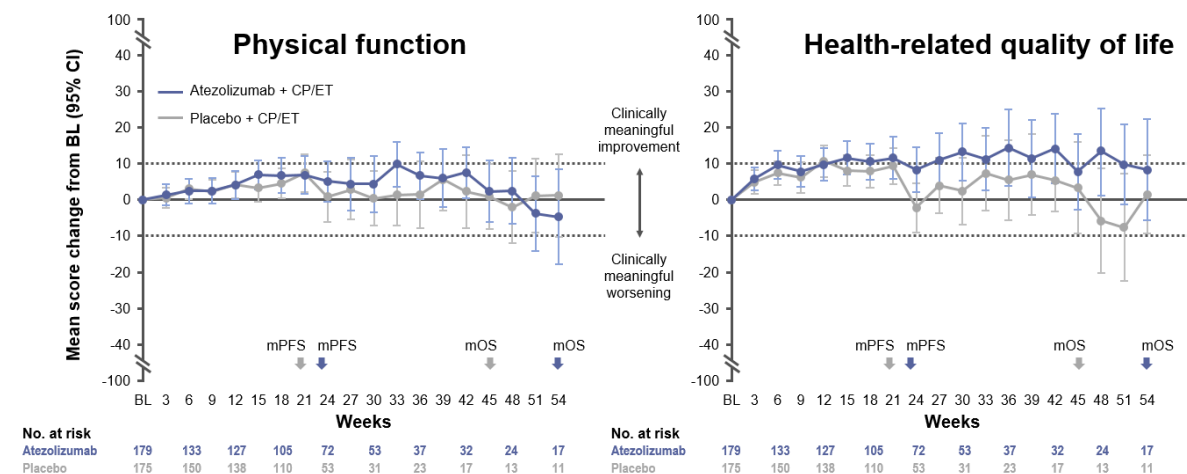 Physical function
Mean score change from BL (95% CI)
100
40
30
20
10
0
-10
-20
-30
-40
-100
Atezolizumab + CP/ET
Placebo + CP/ET
mPFS mPFS mOS mOS
BL 3 6 9 12 15 18 21 24 27 30 33 36 39 42 45 48 51 54
Weeks
No. at risk
Atezolizumab 179 133 127 105 72 53 37 32 24 17
Placebo 175 150 138 110 53 31 23 17 13 11
Clinically
meaningful
improvement
Clinically
meaningful
worsening
Health-related quality of life
100
40
30
20
10
0
-10
-20
-30
-40
-100
mPFS mPFS mOS mOS
BL 3 6 9 12 15 18 21 24 27 30 33 36 39 42 45 48 51 54
Weeks
No. at risk
Atezolizumab 179 133 127 105 72 53 37 32 24 17
Placebo 175 150 138 110 53 31 23 17 13 11